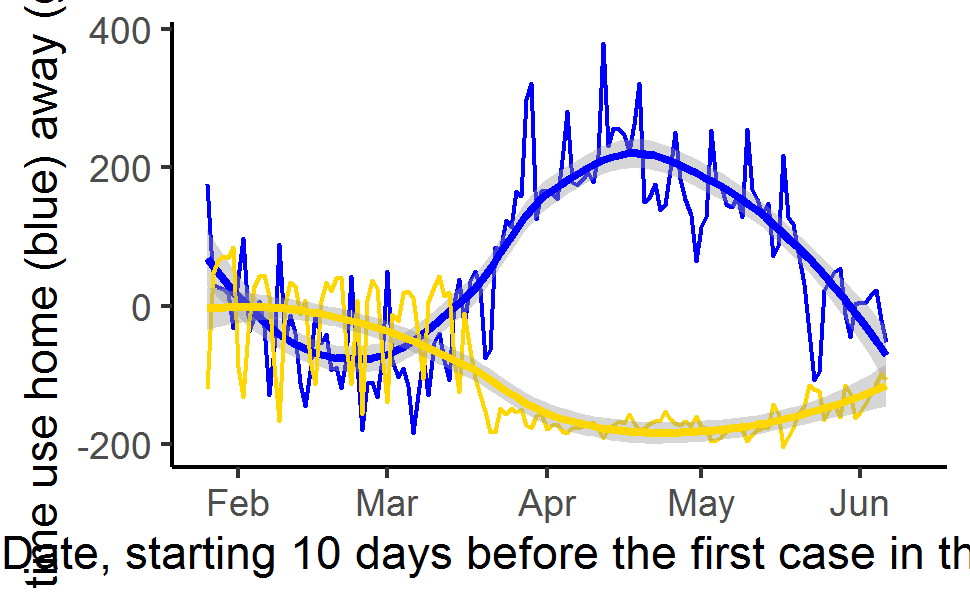 time use home (blue) away (
400
200
0
-200
Feb Mar Apr May Jun
Date, starting 10 days before the first case in th